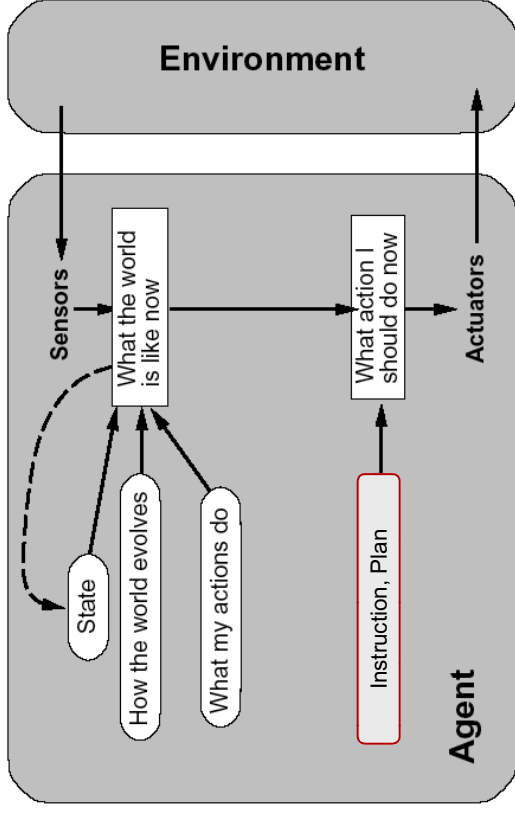 Environment
Sensors
State
How the world evolves
What my actions do
What the world
is like now
Instruction, Plan
What action I
should do now
Agent
Actuators